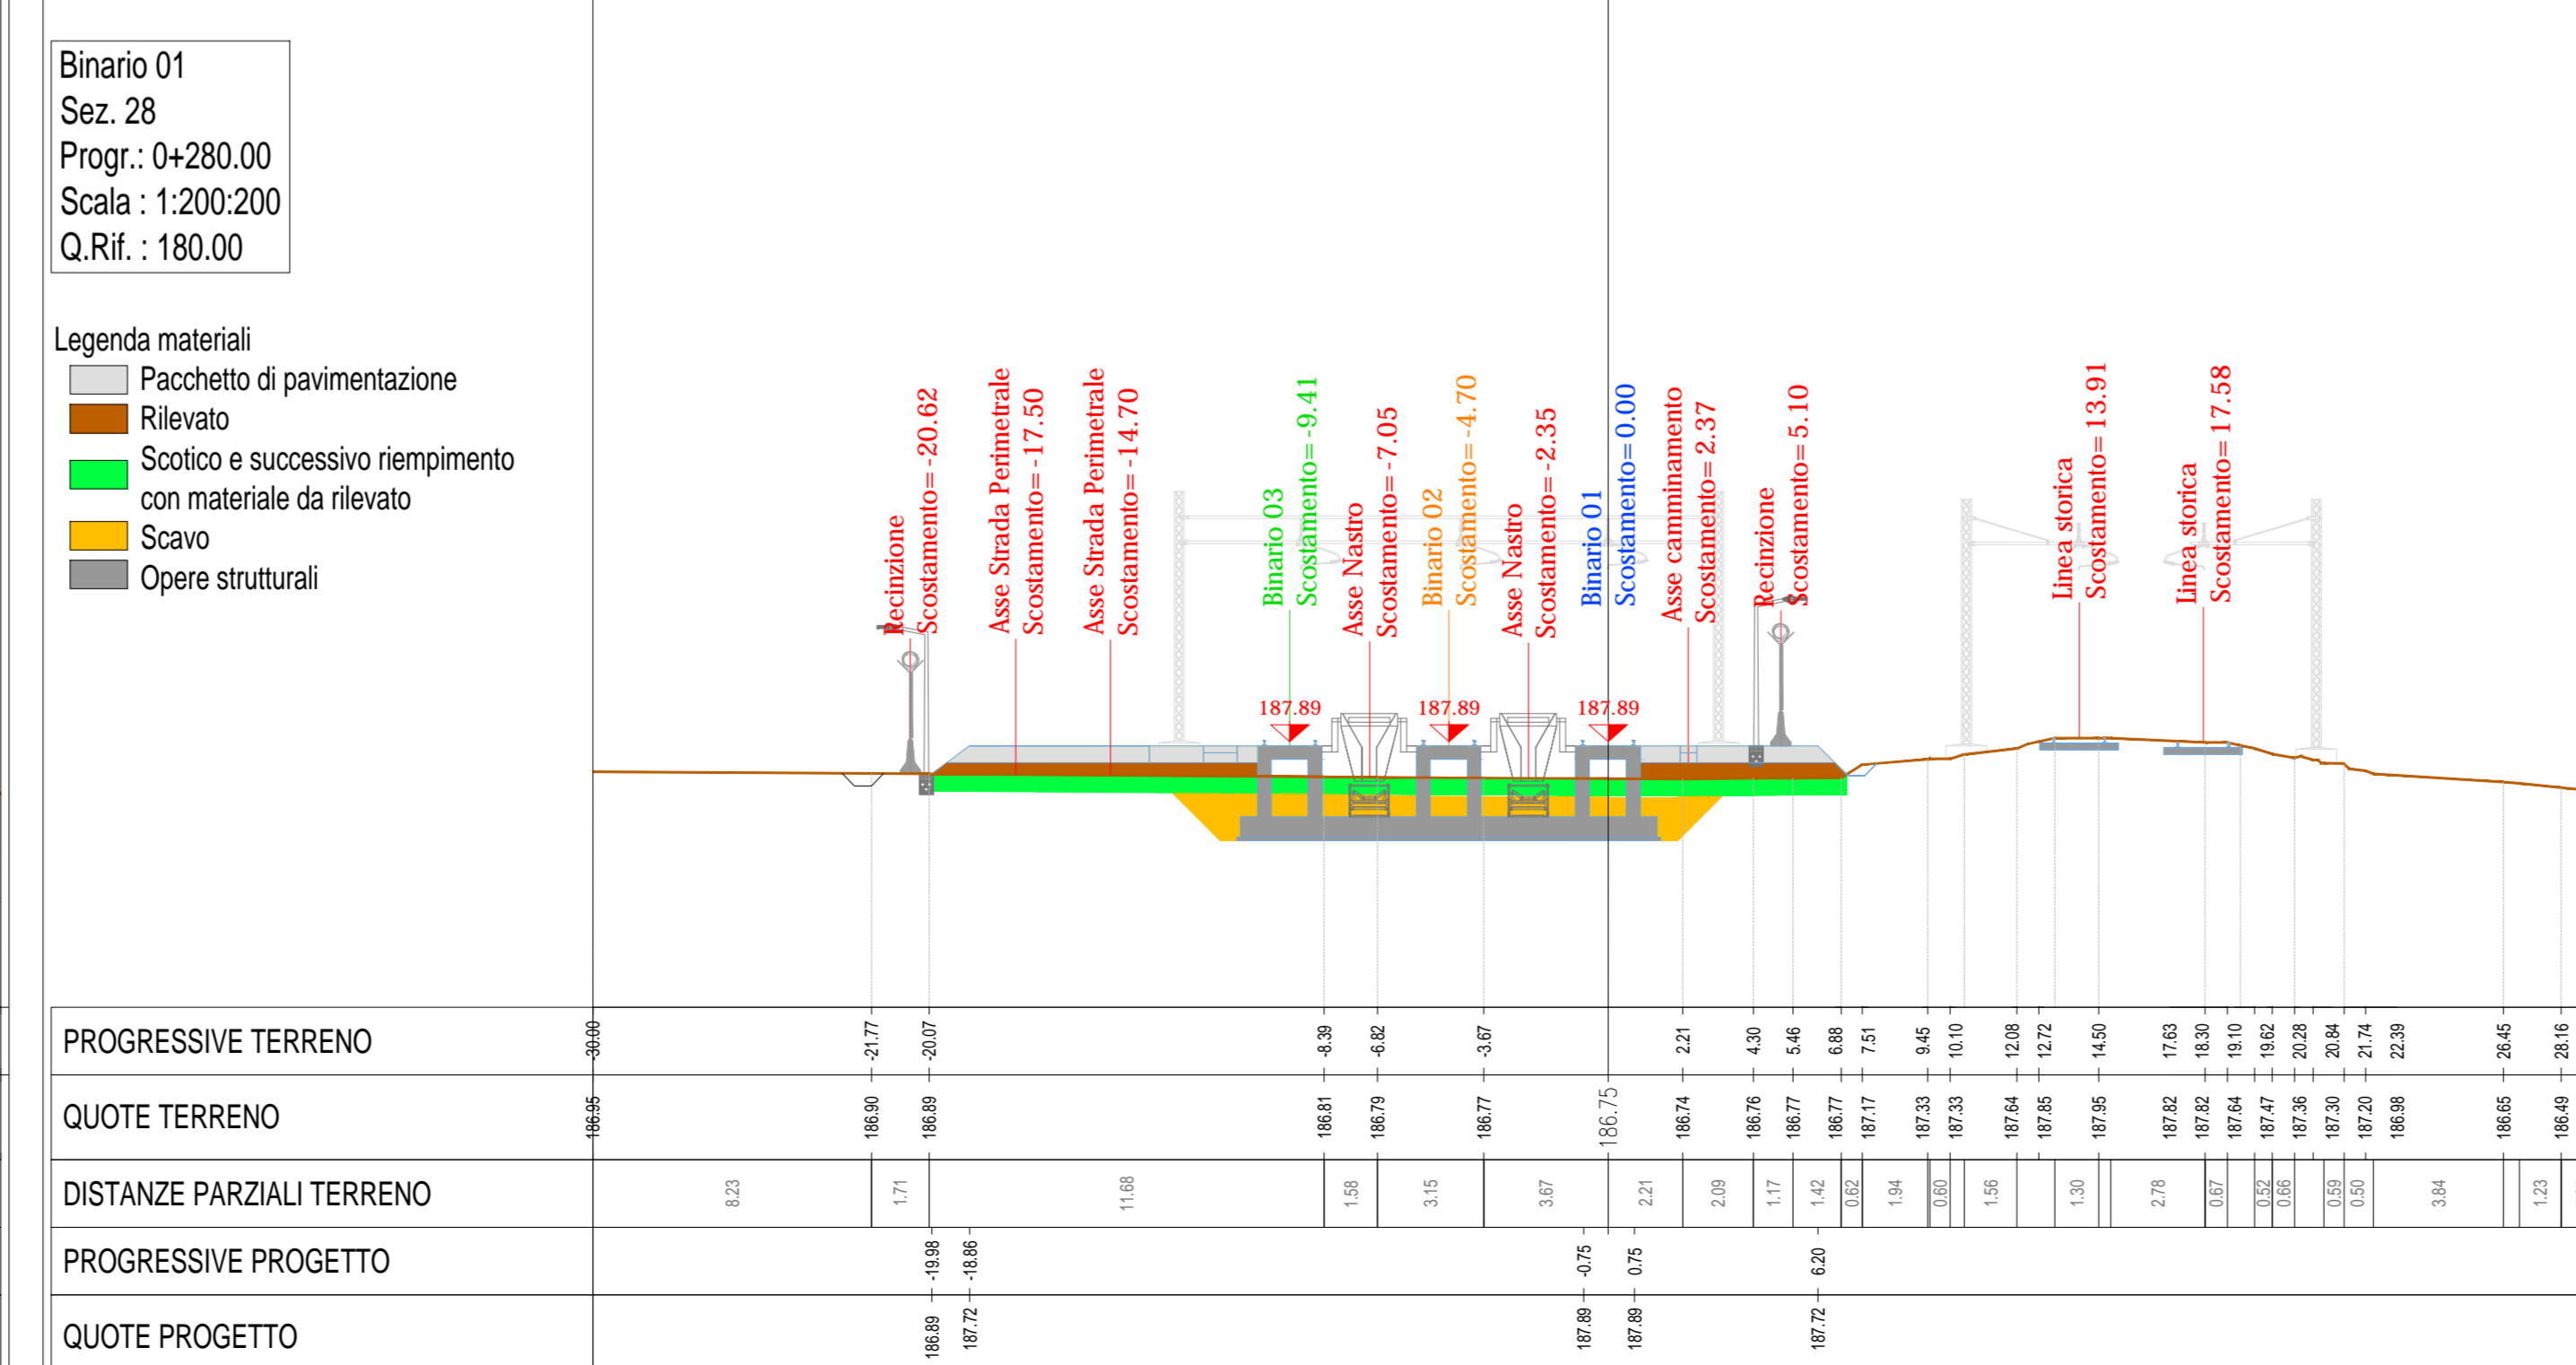 Binario 01
Sez. 28
Progr.: 0+280.00
Scala : 1:200:200
Q.Rif. : 180.00
Legenda materiali
Pacchetto di pavimentazione
Rilevato
Scotico e successivo riempimento
con materiale da rilevato
Scavo
Opere strutturali
Recinzione
Scostamento= -20.62
Asse Strada Perimetrale
Scostamento= -17.50
Asse Strada Perimetrale
Scostamento= -14.70
Binario 03
Scostamento= -9.41
Asse Nastro
Scostamento= -7.05
Binario 02
Scostamento= -4.70
Asse Nastro
Scostamento= -2.35
Binario 01
Scostamento= 0.00
Asse camminamento
Scostamento= 2.37
Recinzione
Scostamento= 5.10
Linea storica
Scostamento= 13.91
Linea storica
Scostamento= 17.58
187.89 187.89 187.89
PROGRESSIVE TERRENO -30.00 -21.77 -20.07 -8.39 -6.82 -3.67 2.21 4.30 5.46 6.88 7.51 9.45 10.10 12.08 12.72 14.50 17.63 18.30 19.10 19.62 20.28 20.84 21.74 22.39 26.45 28.16
QUOTE TERRENO 186.95 186.90 186.89 186.81 186.79 186.77 186.75 186.74 186.76 186.77 186.77 187.17 187.33 187.33 187.64 187.85 187.95 187.82 187.82 187.64 187.47 187.36 187.30 187.20 186.98 186.65 186.49
DISTANZE PARZIALI TERRENO 8.23 1.71 11.68 1.58 3.15 3.67 2.21 2.09 1.17 1.42 0.62 1.94 0.60 1.56 1.30 2.78 0.67 0.52 0.66 0.59 0.50 3.84 1.23
PROGRESSIVE PROGETTO -19.98 -18.86 -0.75 0.75 6.20
QUOTE PROGETTO 186.89 187.72 187.89 187.89 187.72